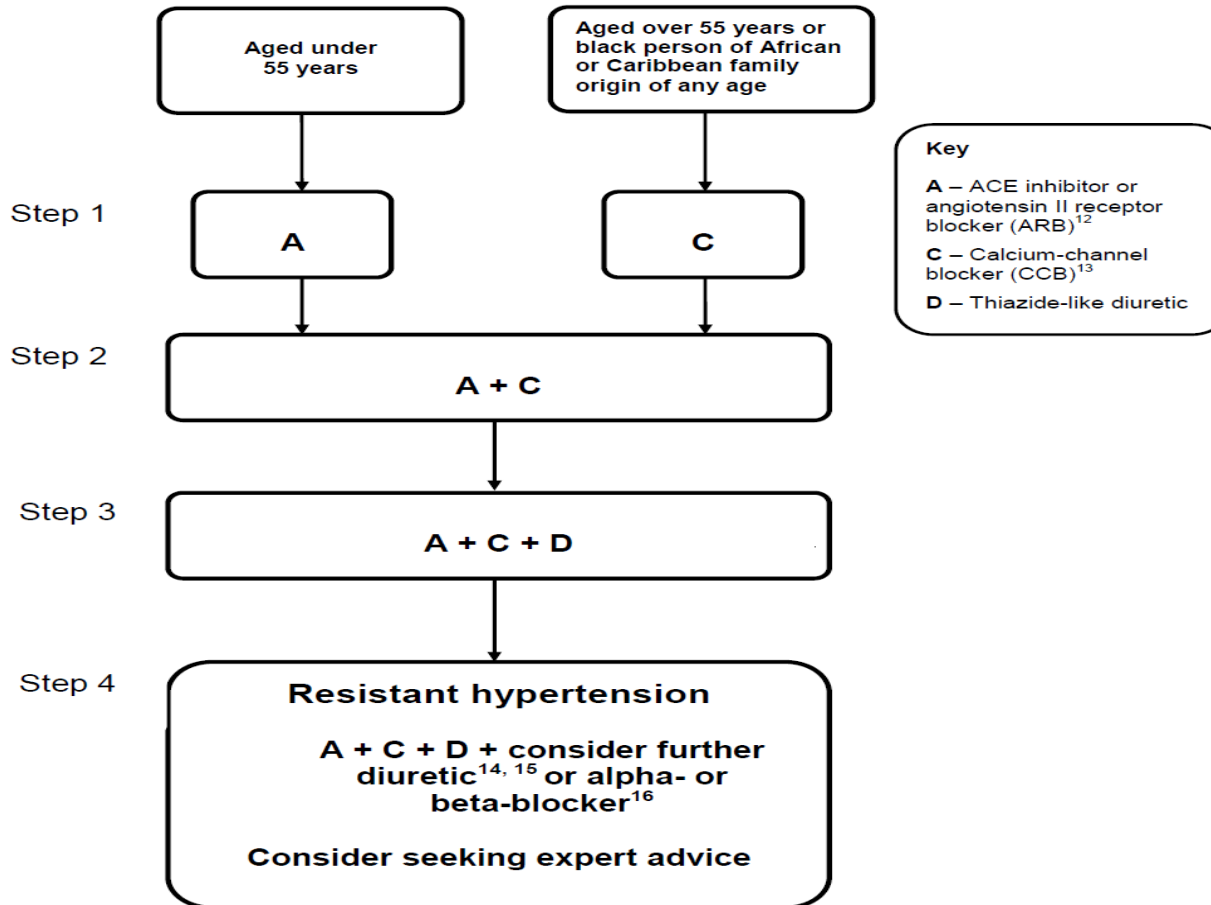 Aged under
55 years
Aged over 55 years or
black person of African
or Caribbean family
origin of any age
Key
A – ACE inhibitor or
angiotensin II receptor
blocker (ARB)12
C – Calcium-channel
blocker (CCB)13
D – Thiazide-like diuretic
Step 1
A
C
Step 2
A + C
Step 3
A + C + D
Step 4
Resistant hypertension
A + C + D + consider further
diuretic14, 15 or alpha- or
beta-blocker16
Consider seeking expert advice